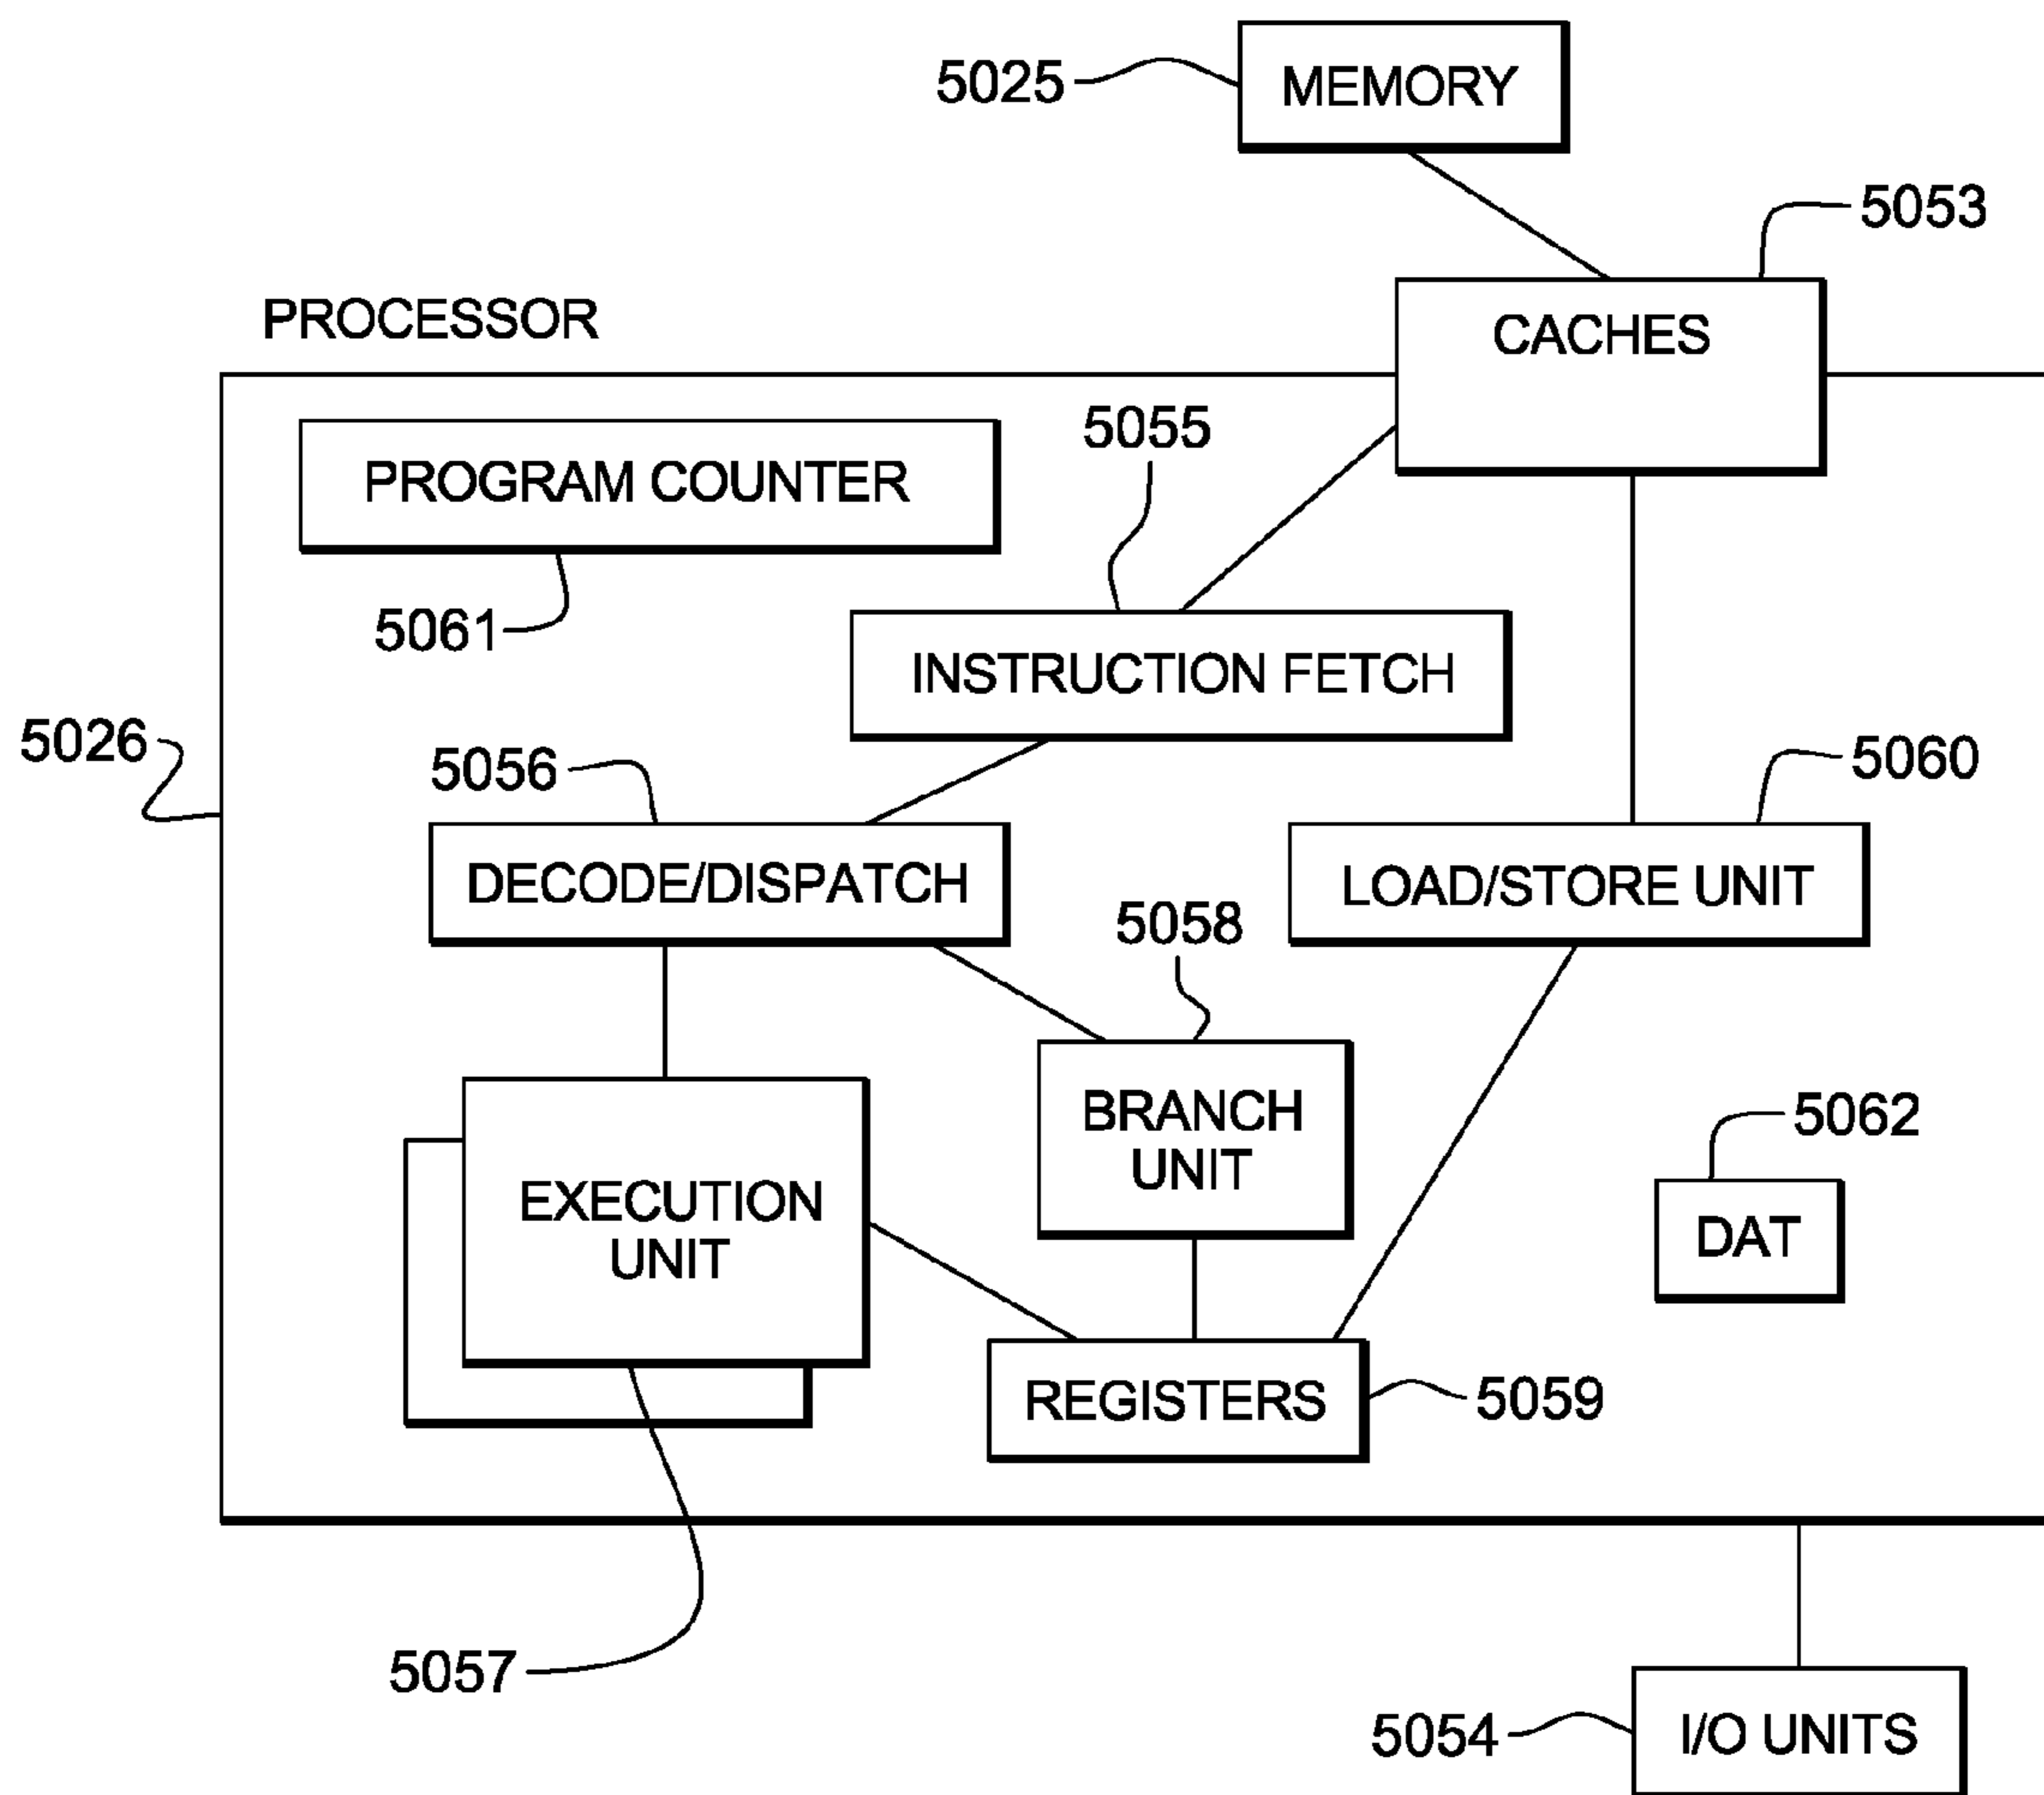 MEMORY
5025
5053
CACHES
PROCESSOR
5055
PROGRAM COUNTER
5061
INSTRUCTION FETCH
5026
5056
5060
DECODE/DISPATCH
LOAD/STORE UNIT
5058
BRANCH
UNIT
5062
EXECUTION
UNIT
DAT
REGISTERS
5059
5057
5054
I/O UNITS